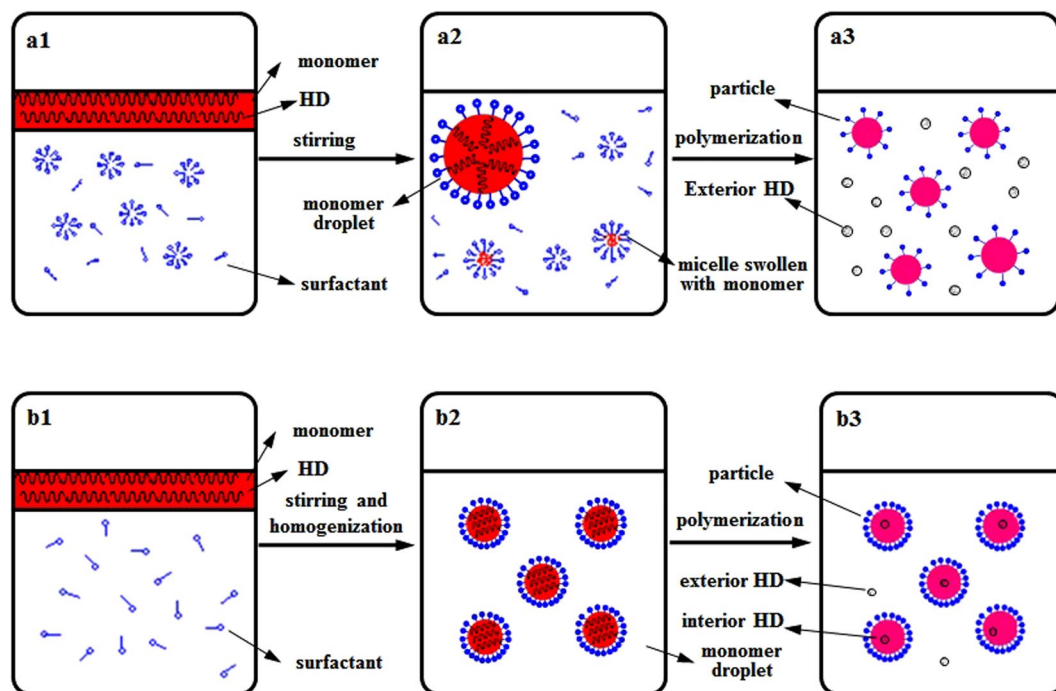 a1
monomer
HD
stirring
monomer
droplet
surfactant
a2
particle
polymerization
Exterior HD
micelle swollen
with monomer
a3
b1
monomer
HD
stirring and
homogenization
surfactant
b2
particle
polymerization
exterior HD
interior HD
monomer
droplet
b3